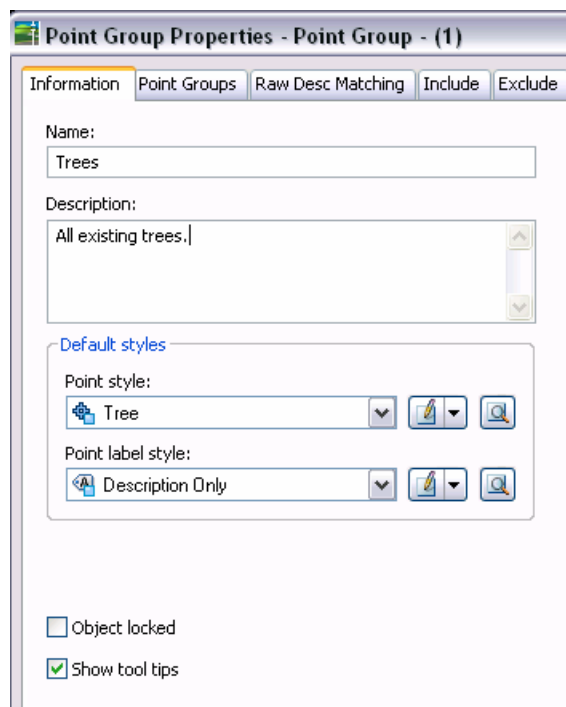 Point Group Properties - Point Group - (1)
Information Point Groups Raw Desc Matching Include Exclude
Name:
Trees
Description:
All existing trees.
Default styles
Point style:
Tree
Point label style:
Description Only
Object locked
Show tool tips